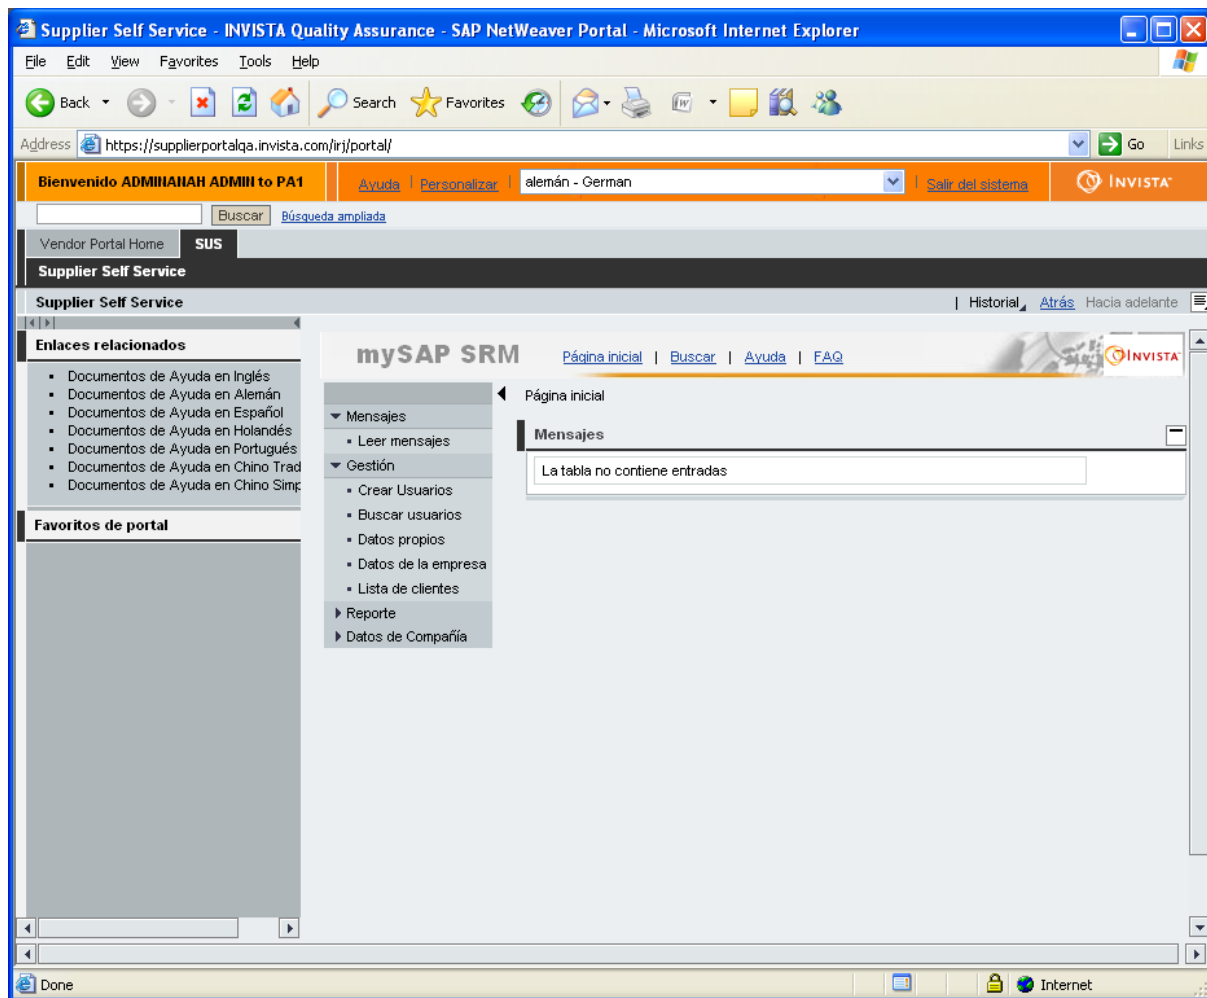 Supplier Self Service - INVISTA Quality Assurance - SAP NetWeaver Portal - Microsoft Internet Explorer
File Edit View Favorites Tools Help
Back Search Favorites
Address https://supplierportalqa.invista.com/irj/portal/ Go Links
Bienvenido ADMINANAH ADMIN to PA1 Ayuda | Personalizar | alemán - German | Salir del sistema INVISTA
Buscar Búsqueda ampliada
Vendor Portal Home SUS
Supplier Self Service
Supplier Self Service | Historial Atrás Hacia adelante
Enlaces relacionados
Documentos de Ayuda en Inglés
Documentos de Ayuda en Alemán
Documentos de Ayuda en Español
Documentos de Ayuda en Holandés
Documentos de Ayuda en Portugués
Documentos de Ayuda en Chino Trad
Documentos de Ayuda en Chino Simp
Favoritos de portal
mySAP SRM Página inicial | Buscar | Ayuda | FAQ INVISTA
Mensajes
Leer mensajes
Gestión
Crear Usuarios
Buscar usuarios
Datos propios
Datos de la empresa
Lista de clientes
Reporte
Datos de Compañía
Página inicial
Mensajes
La tabla no contiene entradas
Done Internet